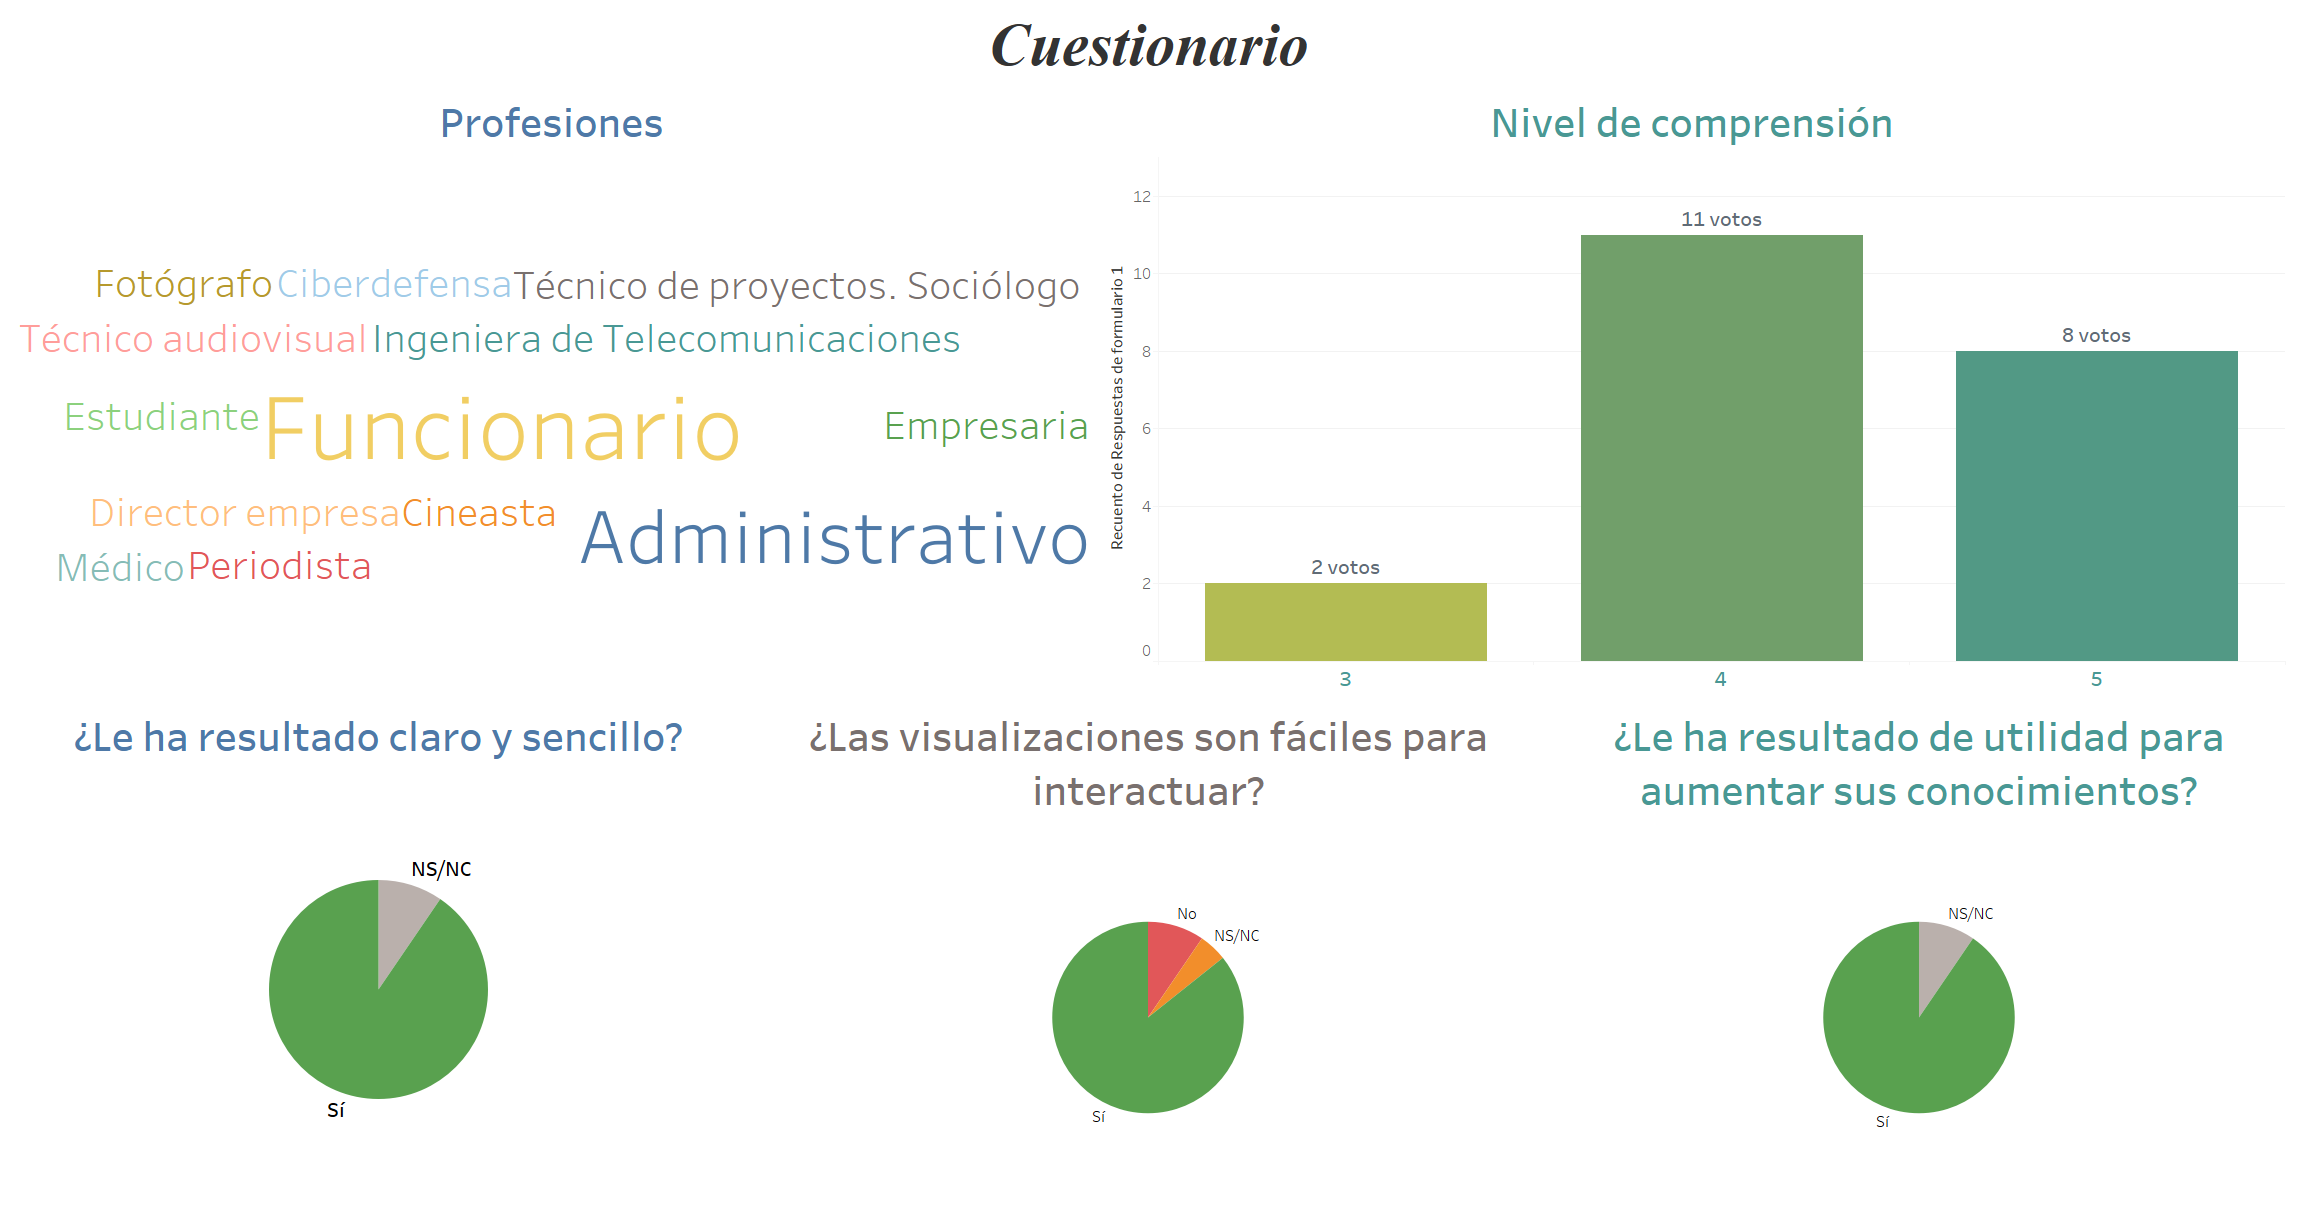 Cuestionario
Profesiones
Fotógrafo Ciberdefensa Técnico de proyectos. Sociólogo
Técnico audiovisual Ingeniera de Telecomunicaciones
Estudiante Funcionario Empresaria
Director empresa Cineasta Administrativo
Médico Periodista
Nivel de comprensión
Recuento de Respuestas de formulario 1
12
10
8
6
4
2
0
2 votos
11 votos
8 votos
3 4 5
¿Le ha resultado claro y sencillo?
NS/NC
Sí
¿Las visualizaciones son fáciles para
interactuar?
No
NS/NC
Sí
¿Le ha resultado de utilidad para
aumentar sus conocimientos?
NS/NC
Sí